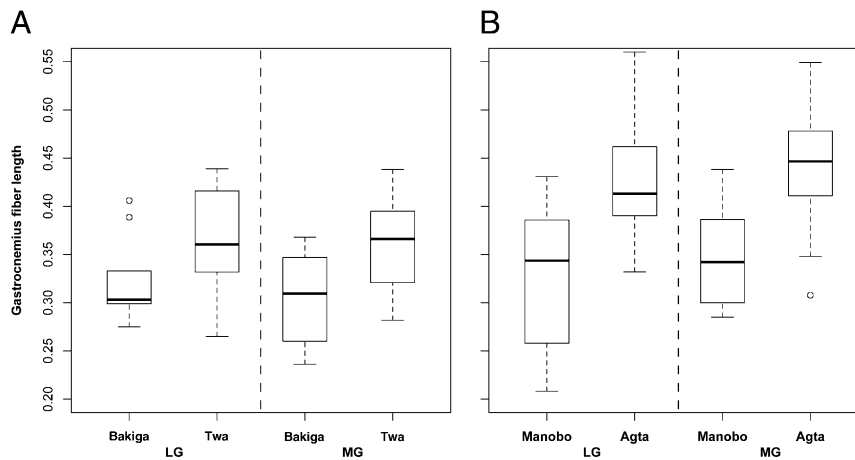 A
B
Gastrocnemius fiber length
0.55
0.50
0.45
0.40
0.35
0.30
0.25
0.20
Bakiga Twa Bakiga Twa
LG MG
Manobo Agta Manobo Agta
LG MG